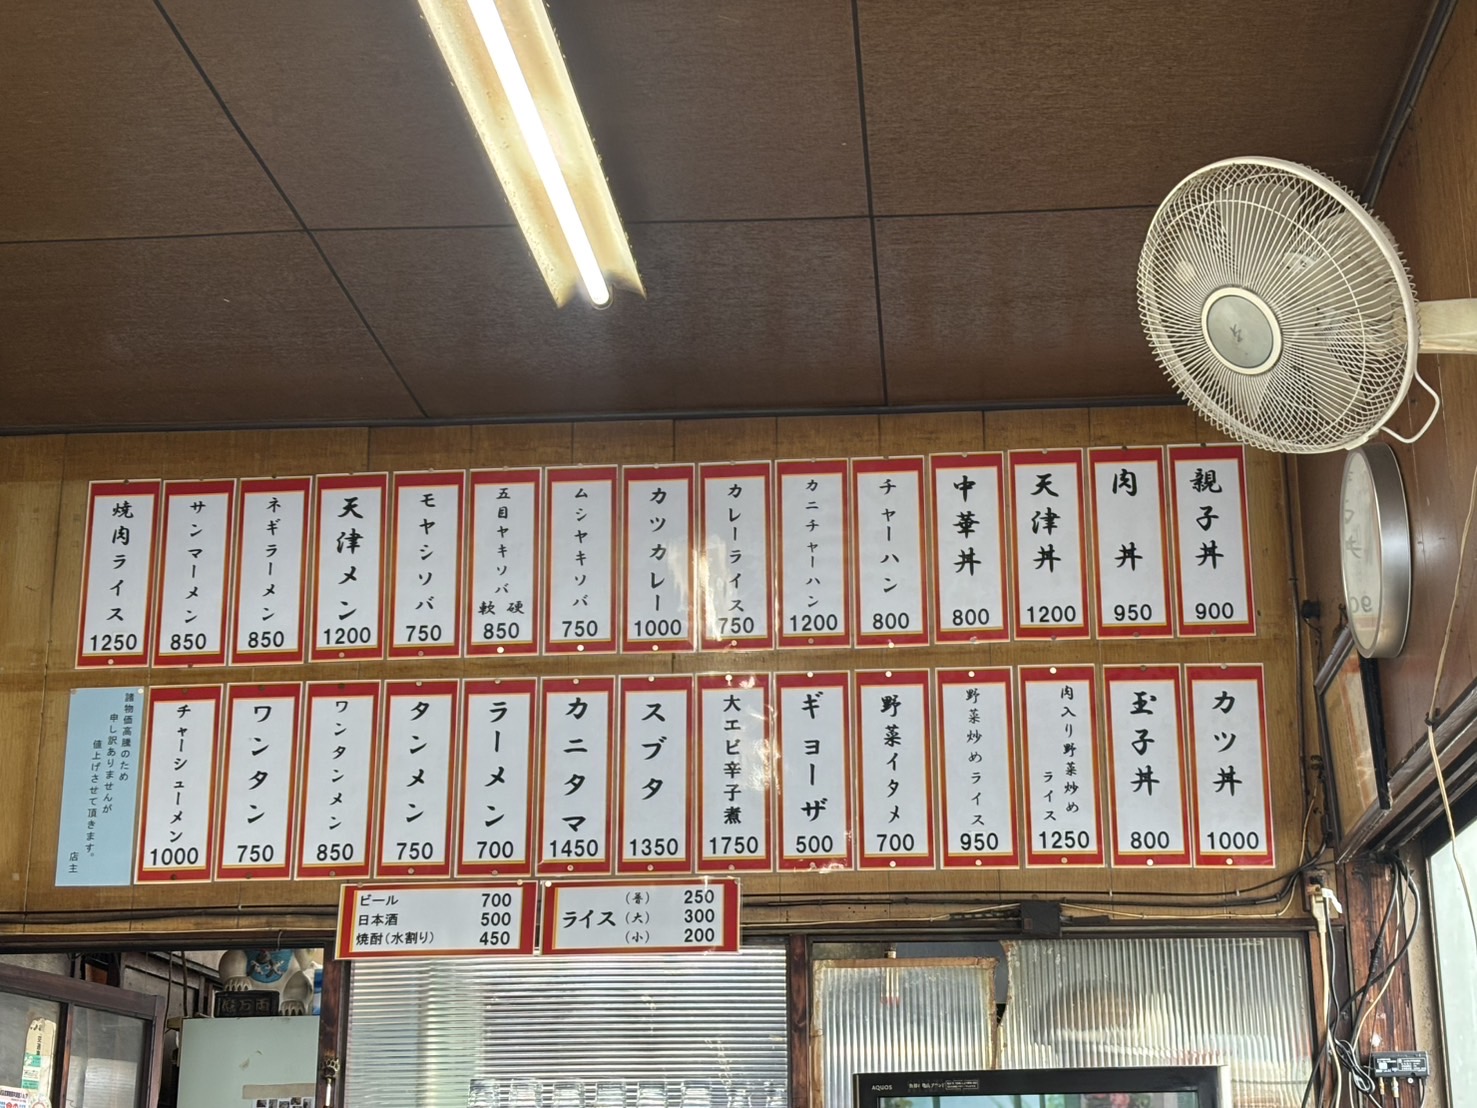 親子丼 900
肉丼 950
天津丼 1200
中華丼 800
チャーハン 800
カニチャーハン 1200
カレーライス 750
カツカレー 1000
ムシヤキソバ 750
五目ヤキソバ 軟 硬 850
モヤシソバ 750
天津メン 1200
ネギラーメン 850
サンマーメン 850
焼肉ライス 1250
カツ丼 1000
玉子丼 800
肉入り野菜炒め
ライス 1250
野菜炒めライス 950
野菜イタメ 700
ギョーザ 500
大エビ辛子煮 1750
スブタ 1350
カニタマ 1450
ラーメン 700
タンメン 750
ワンタンメン 850
ワンタン 750
チャーシューメン 1000
諸物価高騰のため
申し訳ありませんが
値上げさせて頂きます。
店主
ビール 700
日本酒 500
焼酎(水割り) 450
ライス (普) 250
(大) 300
(小) 200
AQUOS